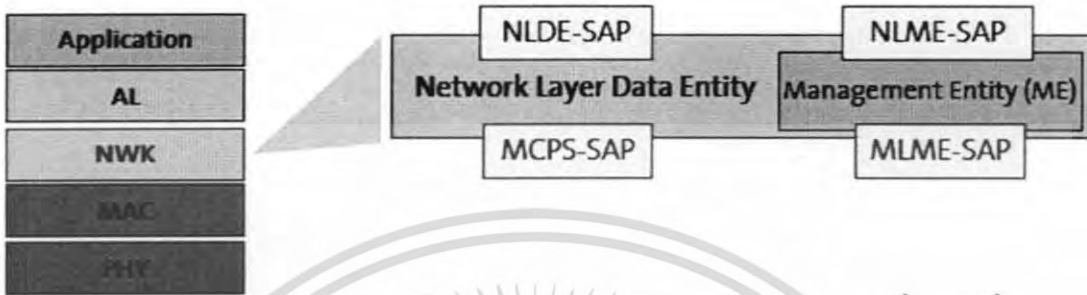 Application
AL
NWK
MAC
PHY
NLDE-SAP
NLME-SAP
Network Layer Data Entity
Management Entity (ME)
MCPS-SAP
MLME-SAP